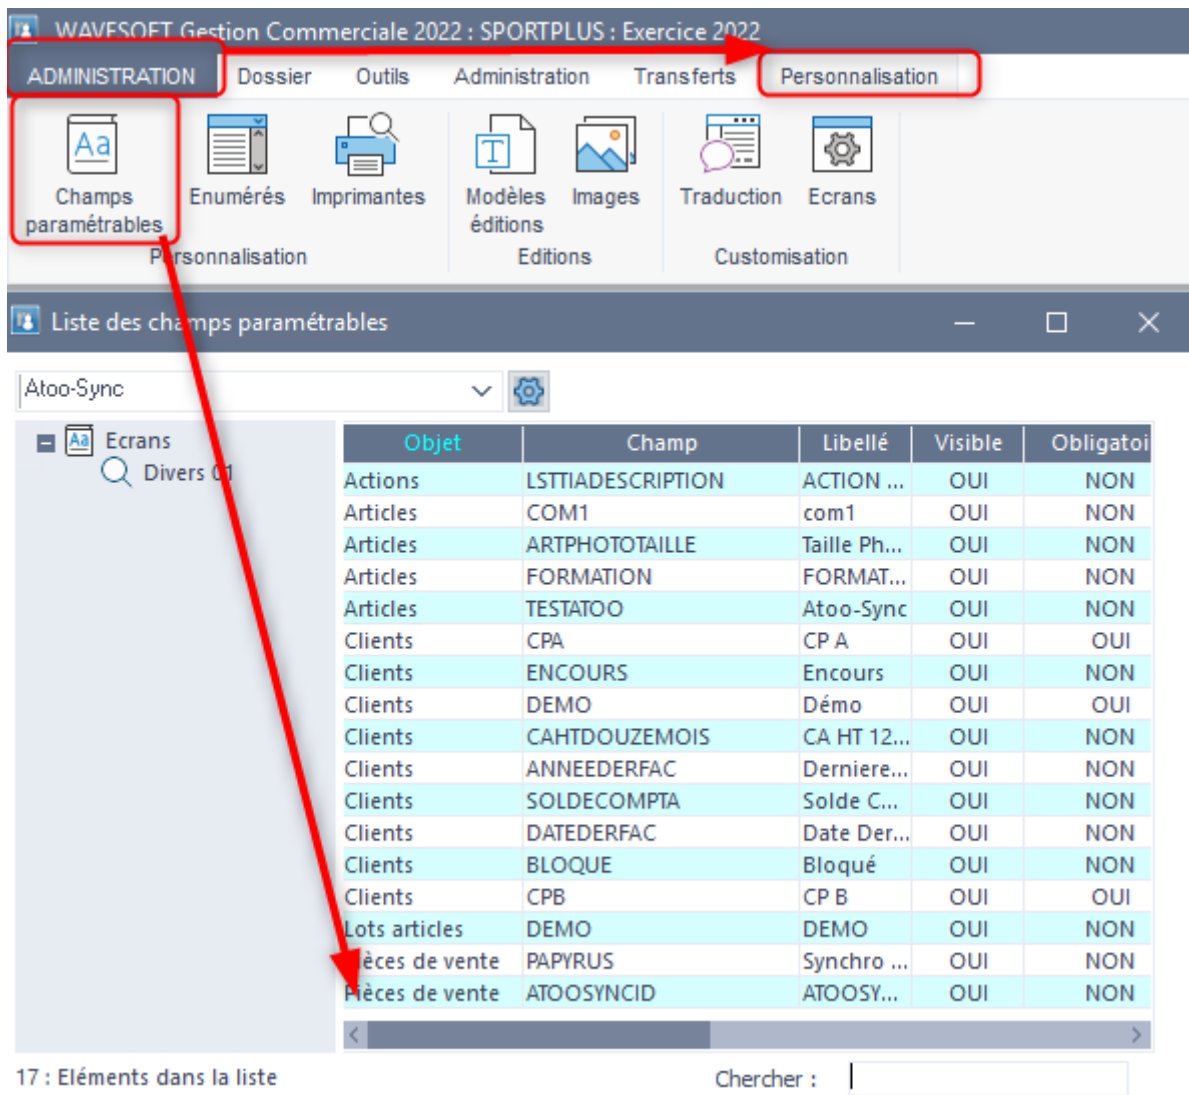 WAVESOFT Gestion Commerciale 2022 : SPORTPLUS : Exercice 2022
ADMINISTRATION Dossier Outils Administration Transferts Personnalisation
Champs paramétrables Enumérés Imprimantes Modèles éditions Images Traduction Ecrans
Personnalisation Editions Customisation
Liste des champs paramétrables
Atoo-Sync
Ecrans
Divers 01
Objet Champ Libellé Visible Obligatoi
Actions LSTTIADESCRIPTION ACTION ... OUI NON
Articles COM1 com1 OUI NON
Articles ARTPHOTOTAILLE Taille Ph... OUI NON
Articles FORMATION FORMAT... OUI NON
Articles TESTATOO Atoo-Sync OUI NON
Clients CPA CP A OUI OUI
Clients ENCOURS Encours OUI NON
Clients DEMO Démo OUI OUI
Clients CAHTDOUZEMOIS CA HT 12... OUI NON
Clients ANNEEDERFAC Derniere... OUI NON
Clients SOLDECOMPTA Solde C... OUI NON
Clients DATEDERFAC Date Der... OUI NON
Clients BLOQUE Bloqué OUI NON
Clients CPB CP B OUI OUI
Lots articles DEMO DEMO OUI NON
Pièces de vente PAPYRUS Synchro ... OUI NON
Pièces de vente ATOOSYNCID ATOOSY... OUI NON
17 : Eléments dans la liste Chercher :